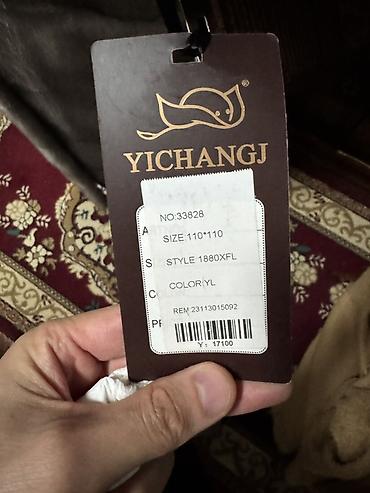 ®
YICHANGJ
NO:33828
SIZE 110*110
STYLE 1880XFL
COLOR:YL
REM 23113015092
Y: 17100